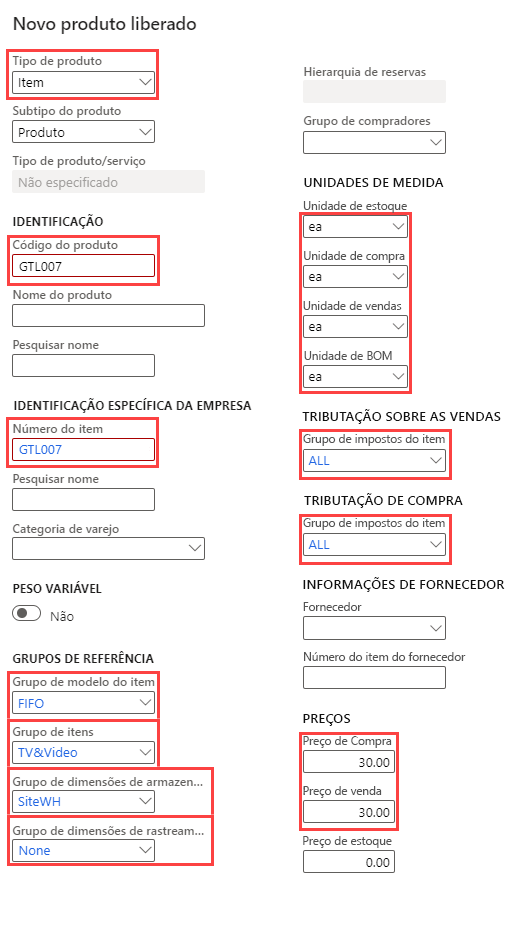 Novo produto liberado
Tipo de produto
Item
Subtipo do produto
Produto
Tipo de produto/serviço
Não especificado
IDENTIFICAÇÃO
Código do produto
GTL007
Nome do produto
Pesquisar nome
IDENTIFICAÇÃO ESPECÍFICA DA EMPRESA
Número do item
GTL007
Pesquisar nome
Categoria de varejo
PESO VARIÁVEL
Não
GRUPOS DE REFERÊNCIA
Grupo de modelo do item
FIFO
Grupo de itens
TV&Video
Grupo de dimensões de armazen...
SiteWH
Grupo de dimensões de rastream...
None
Hierarquia de reservas
Grupo de compradores
UNIDADES DE MEDIDA
Unidade de estoque
ea
Unidade de compra
ea
Unidade de vendas
ea
Unidade de BOM
ea
TRIBUTAÇÃO SOBRE AS VENDAS
Grupo de impostos do item
ALL
TRIBUTAÇÃO DE COMPRA
Grupo de impostos do item
ALL
INFORMAÇÕES DE FORNECEDOR
Fornecedor
Número do item do fornecedor
PREÇOS
Preço de Compra
30.00
Preço de venda
30.00
Preço de estoque
0.00